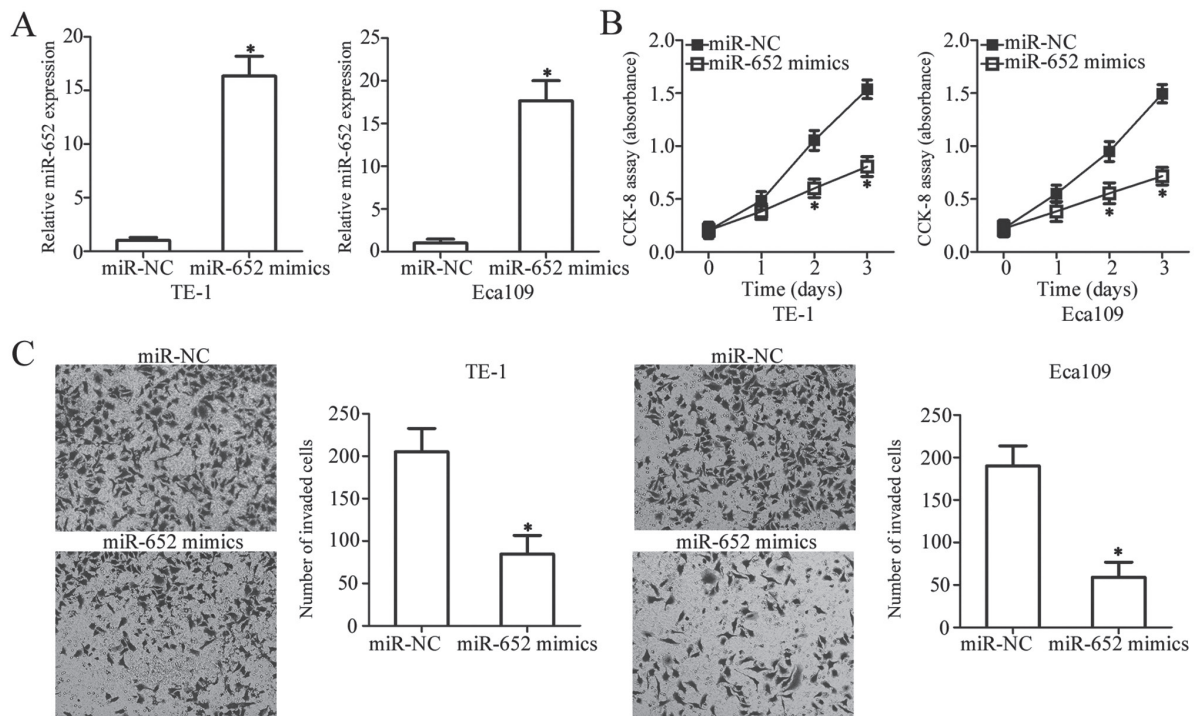 A
Relative miR-652 expression
20
15
10
5
0
*
miR-NC
miR-652 mimics
TE-1
Relative miR-652 expression
25
20
15
10
5
0
*
miR-NC
miR-652 mimics
Eca109
B
CCK-8 assay (absorbance)
2.0
1.5
1.0
0.5
0.0
miR-NC
miR-652 mimics
*
*
0 1 2 3
Time (days)
TE-1
CCK-8 assay (absorbance)
2.0
1.5
1.0
0.5
0.0
miR-NC
miR-652 mimics
*
*
0 1 2 3
Time (days)
Eca109
C
miR-NC
miR-652 mimics
TE-1
Number of invaded cells
250
200
150
100
50
0
*
miR-NC
miR-652 mimics
miR-NC
miR-652 mimics
Eca109
Number of invaded cells
250
200
150
100
50
0
*
miR-NC
miR-652 mimics